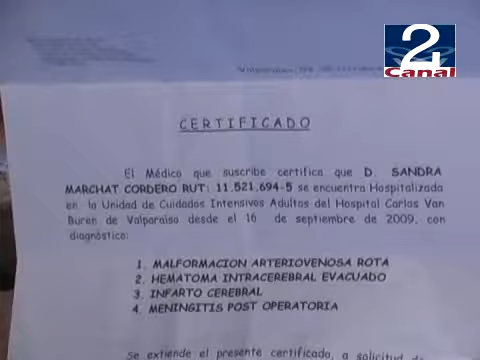 2
Canal
Valparaíso,
CERTIFICADO
El Médico que suscribe certifica que D. SANDRA
MARCHAT CORDERO RUT: 11.521.694-5 se encuentra Hospitalizada
en la Unidad de Cuidados Intensivos Adultos del Hospital Carlos Van
Buren de Valparaíso desde el 16 de septiembre de 2009, con
diagnóstico:
1. MALFORMACION ARTERIOVENOSA ROTA
2. HEMATOMA INTRACEREBRAL EVACUADO
3. INFARTO CEREBRAL
4. MENINGITIS POST OPERATORIA
Se extiende el presente certificado, a solicitud de